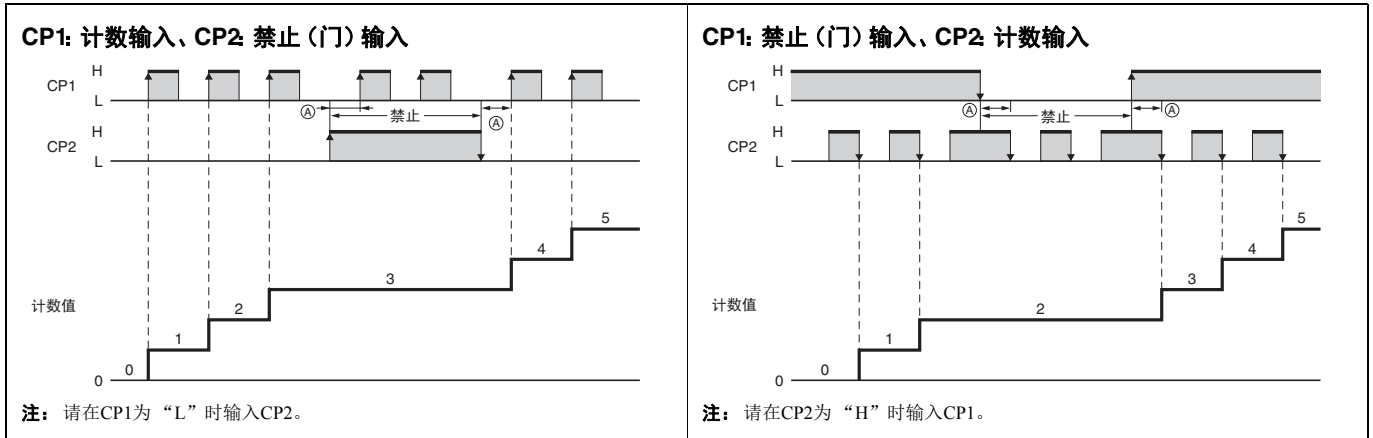 CP1: 计数输入、CP2: 禁止（门）输入
CP1
H
L
Ⓐ
禁止
Ⓐ
CP2
H
L
计数值
0
0
1
2
3
4
5
注： 请在CP1为 “L”时输入CP2。
CP1: 禁止（门）输入、CP2: 计数输入
CP1
H
L
Ⓐ
禁止
Ⓐ
CP2
H
L
计数值
0
0
1
2
3
4
5
注： 请在CP2为 “H”时输入CP1。